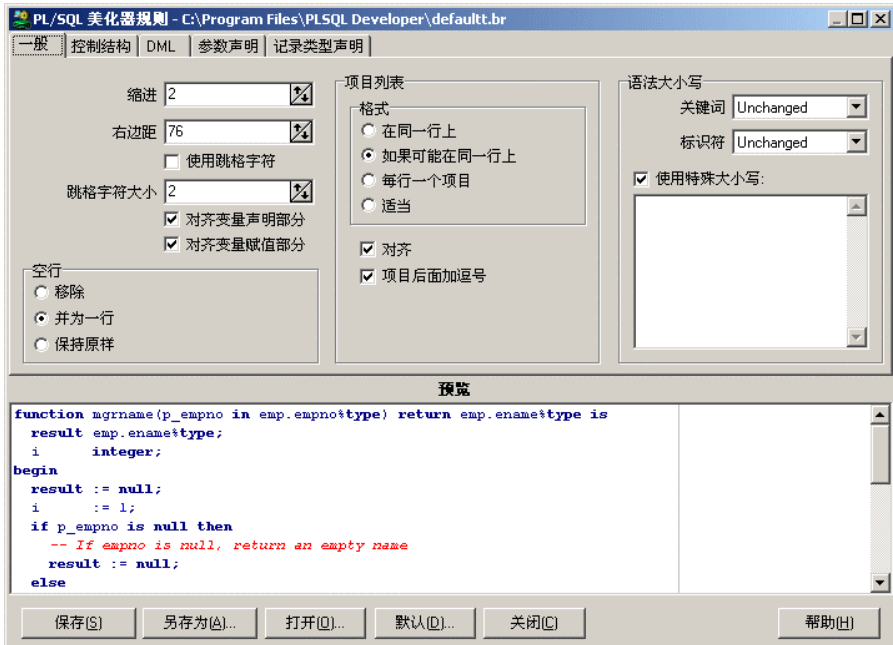 PL/SQL 美化器规则 - C:\Program Files\PLSQL Developer\defaultt.br
一般 控制结构 DML 参数声明 记录类型声明
缩进 2
右边距 76
使用跳格字符
跳格字符大小 2
对齐变量声明部分
对齐变量赋值部分
空行
移除
并为一行
保持原样
项目列表
格式
在同一行上
如果可能在同一行上
每行一个项目
适当
对齐
项目后面加逗号
语法大小写
关键词 Unchanged
标识符 Unchanged
使用特殊大小写:
预览
function mgrname(p_empno in emp.empno%type) return emp.ename%type is
  result emp.ename%type;
  i      integer;
begin
  result := null;
  i      := 1;
  if p_empno is null then
    -- If empno is null, return an empty name
    result := null;
  else
保存(S) 另存为(A)... 打开(O)... 默认(D)... 关闭(C) 帮助(H)